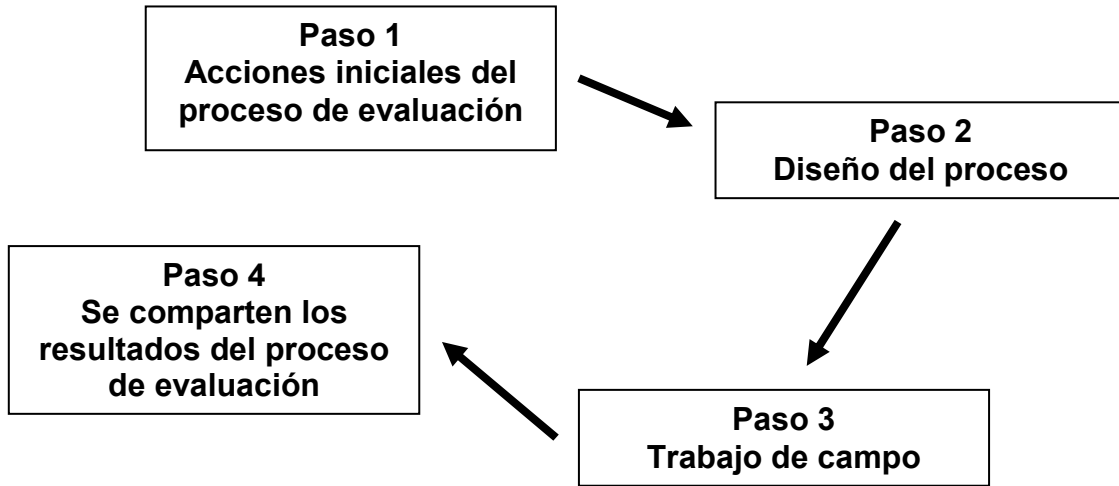 Paso 1
Acciones iniciales del
proceso de evaluación
Paso 2
Diseño del proceso
Paso 3
Trabajo de campo
Paso 4
Se comparten los
resultados del proceso
de evaluación